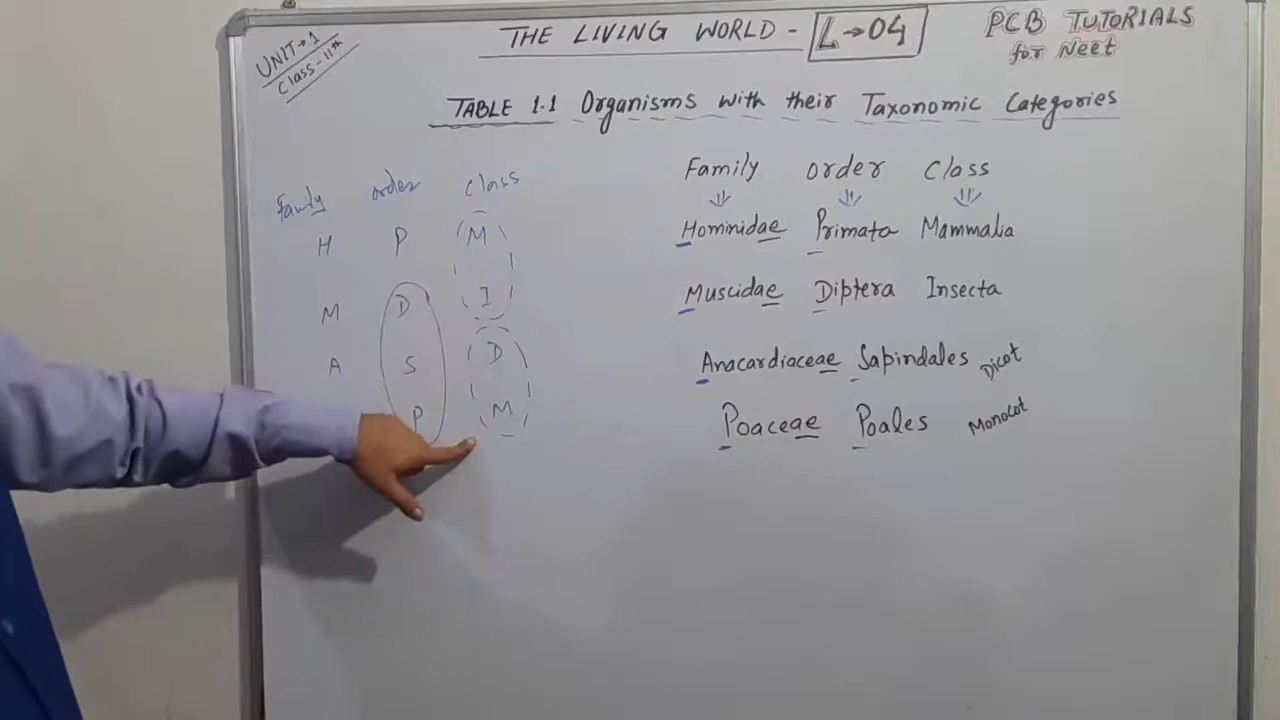 UNIT→1
Class-11th
THE LIVING WORLD - L→04
PCB TUTORIALS
for Neet
TABLE 1.1 Organisms with their Taxonomic Categories
Family order class
H P M
M D I
A S D
P M
Family order Class
Hominidae Primata Mammalia
Muscidae Diptera Insecta
Anacardiaceae Sapindales Dicot
Poaceae Poales Monocot